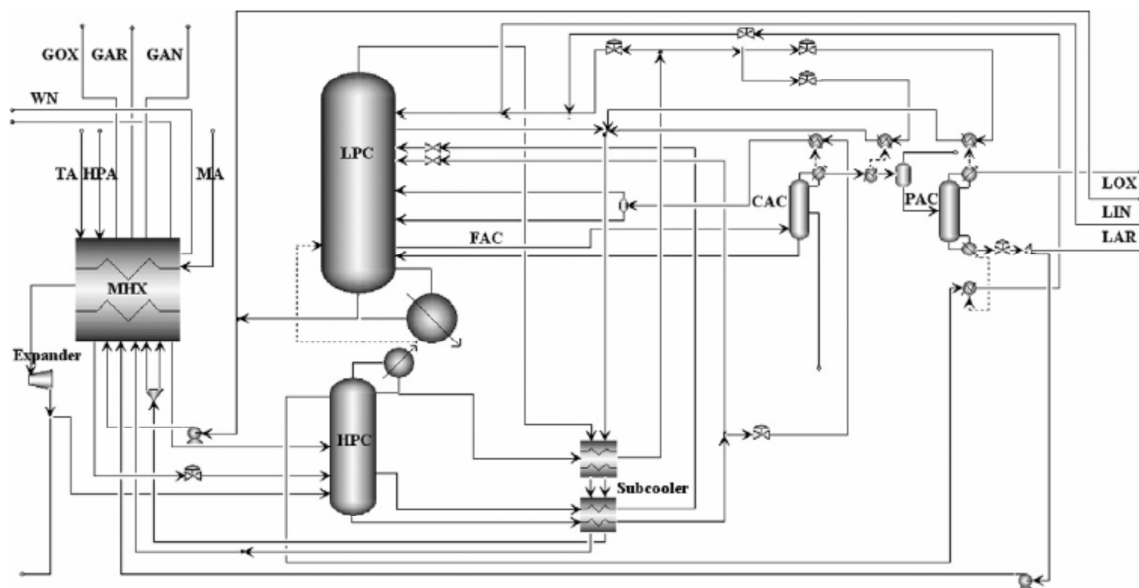 GOX GAR GAN
WN
TA HPA MA
LPC
CAC
PAC
LOX
LIN
LAR
FAC
MHX
Expander
HPC
Subcooler